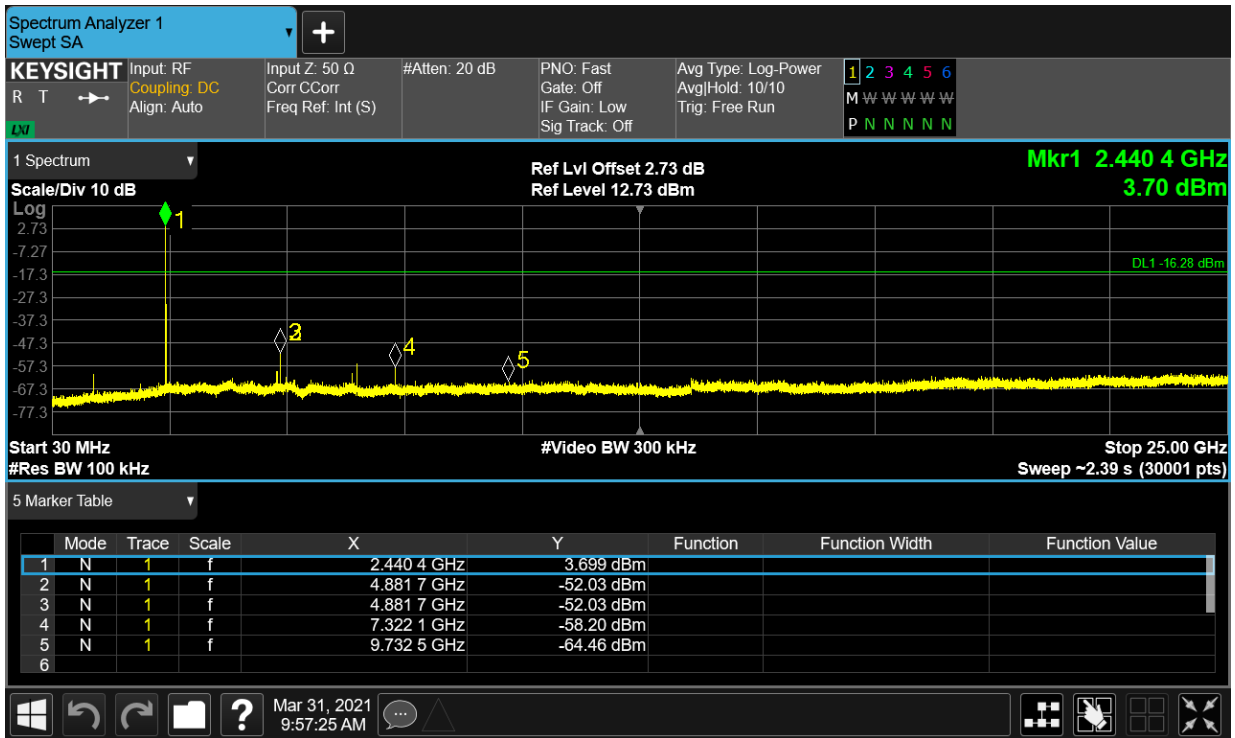 Spectrum Analyzer 1
Swept SA
KEYSIGHT
R T
LXI
Input: RF
Coupling: DC
Align: Auto
Input Z: 50 Ω
Corr CCorr
Freq Ref: Int (S)
#Atten: 20 dB
PNO: Fast
Gate: Off
IF Gain: Low
Sig Track: Off
Avg Type: Log-Power
Avg|Hold: 10/10
Trig: Free Run
1 2 3 4 5 6
M W W W W W
P N N N N N
1 Spectrum
Scale/Div 10 dB
Ref Lvl Offset 2.73 dB
Ref Level 12.73 dBm
Mkr1 2.440 4 GHz
3.70 dBm
Log
2.73
-7.27
-17.3
-27.3
-37.3
-47.3
-57.3
-67.3
-77.3
1
3
4
5
DL1 -16.28 dBm
Start 30 MHz
#Video BW 300 kHz
Stop 25.00 GHz
#Res BW 100 kHz
Sweep ~2.39 s (30001 pts)
5 Marker Table
Mode Trace Scale X Y Function Function Width Function Value
1 N 1 f 2.440 4 GHz 3.699 dBm
2 N 1 f 4.881 7 GHz -52.03 dBm
3 N 1 f 4.881 7 GHz -52.03 dBm
4 N 1 f 7.322 1 GHz -58.20 dBm
5 N 1 f 9.732 5 GHz -64.46 dBm
6
?
Mar 31, 2021
9:57:25 AM